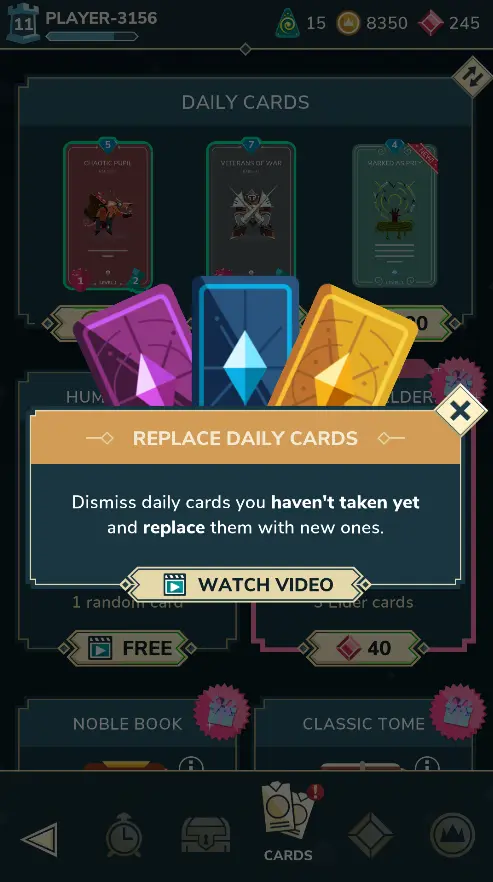 11 PLAYER-3156
15 8350 245
DAILY CARDS
5 7 4
CHAOTIC PUPIL VETERANS OF WAR MARKED AS PREY
1 2
REPLACE DAILY CARDS
Dismiss daily cards you haven't taken yet
and replace them with new ones.
WATCH VIDEO
1 random card
3 Elder cards
FREE
40
NOBLE BOOK
CLASSIC TOME
CARDS